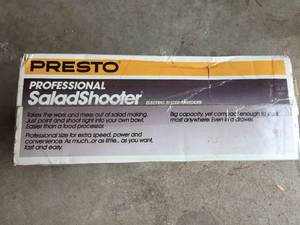 PRESTO
PROFESSIONAL
SaladShooter
ELECTRIC SLICER/SHREDDER
Takes the work and mess out of salad making.
Just point and shoot right into your own bowl.
Easier than a food processor.
Professional size for extra speed, power and
convenience. As much...or as little... as you want,
fast and easy.
Big capacity, yet compact enough to your
most anywhere. Even in a drawer.